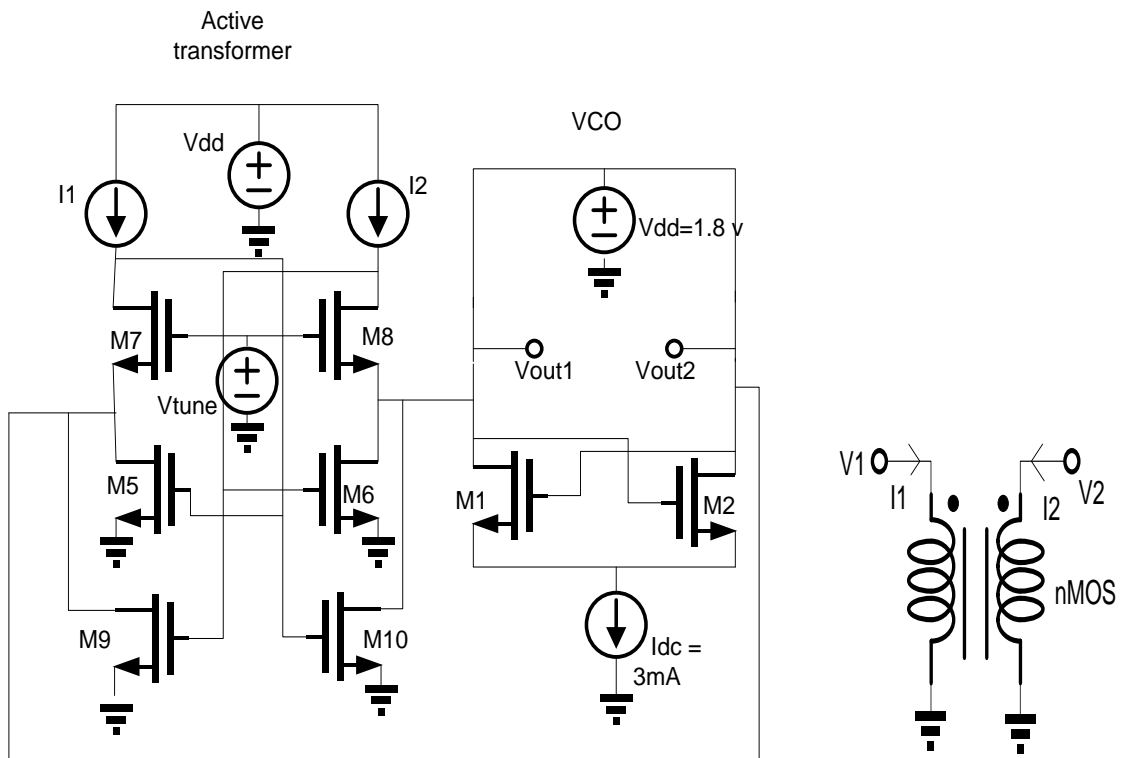 Active
transformer
VCO
Vdd
I1
I2
Vdd=1.8 v
M7
M8
Vout1
Vout2
Vtune
M5
M6
M1
M2
V1
I1
I2
V2
nMOS
M9
M10
Idc =
3mA